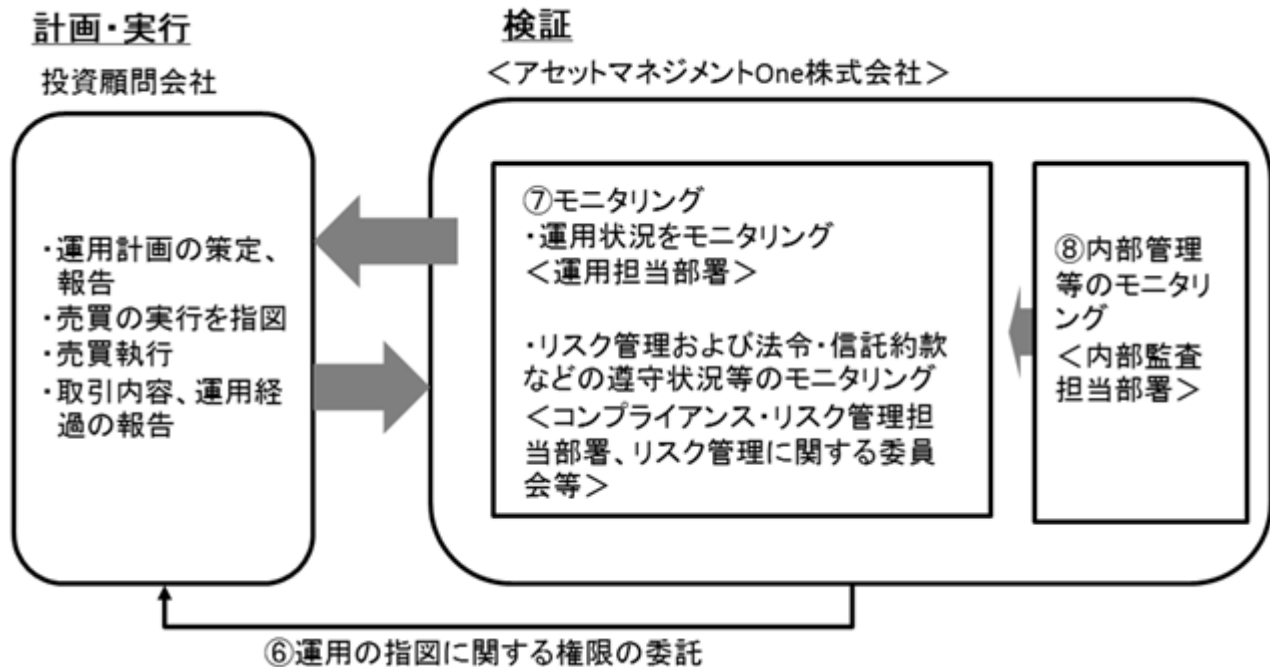 計画・実行
投資顧問会社
・運用計画の策定、
報告
・売買の実行を指図
・売買執行
・取引内容、運用経
過の報告
検証
＜アセットマネジメントOne株式会社＞
⑦モニタリング
・運用状況をモニタリング
＜運用担当部署＞
・リスク管理および法令・信託約款
などの遵守状況等のモニタリング
＜コンプライアンス・リスク管理担
当部署、リスク管理に関する委員
会等＞
⑧内部管理
等のモニタリ
ング
＜内部監査
担当部署＞
⑥運用の指図に関する権限の委託